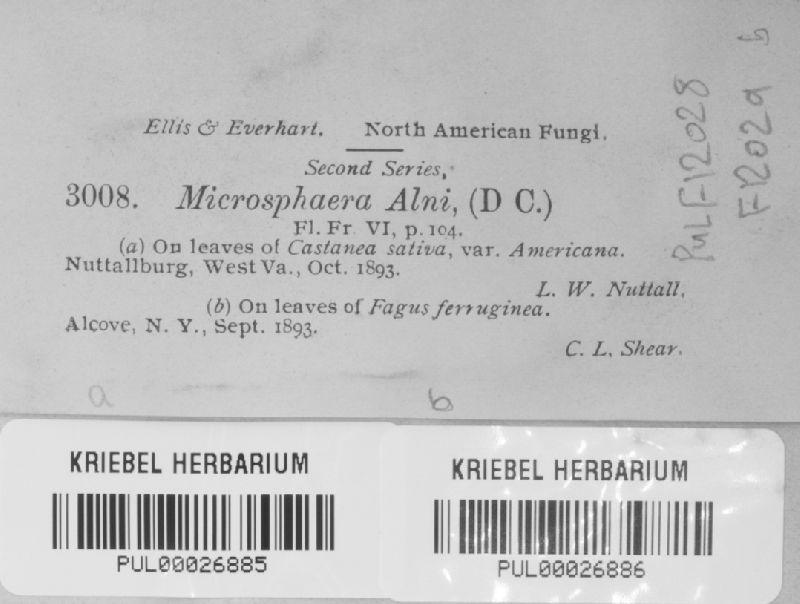 Ellis & Everhart. North American Fungi.
Second Series,
3008. Microsphaera Alni, (D C.)
Fl. Fr. VI, p. 104.
(a) On leaves of Castanea sativa, var. Americana.
Nuttallburg, West Va., Oct. 1893.
L. W. Nuttall,
(b) On leaves of Fagus ferruginea.
Alcove, N. Y., Sept. 1893.
C. L. Shear.
a b
PUL F12028
F12029 b
KRIEBEL HERBARIUM
PUL00026885
KRIEBEL HERBARIUM
PUL00026886